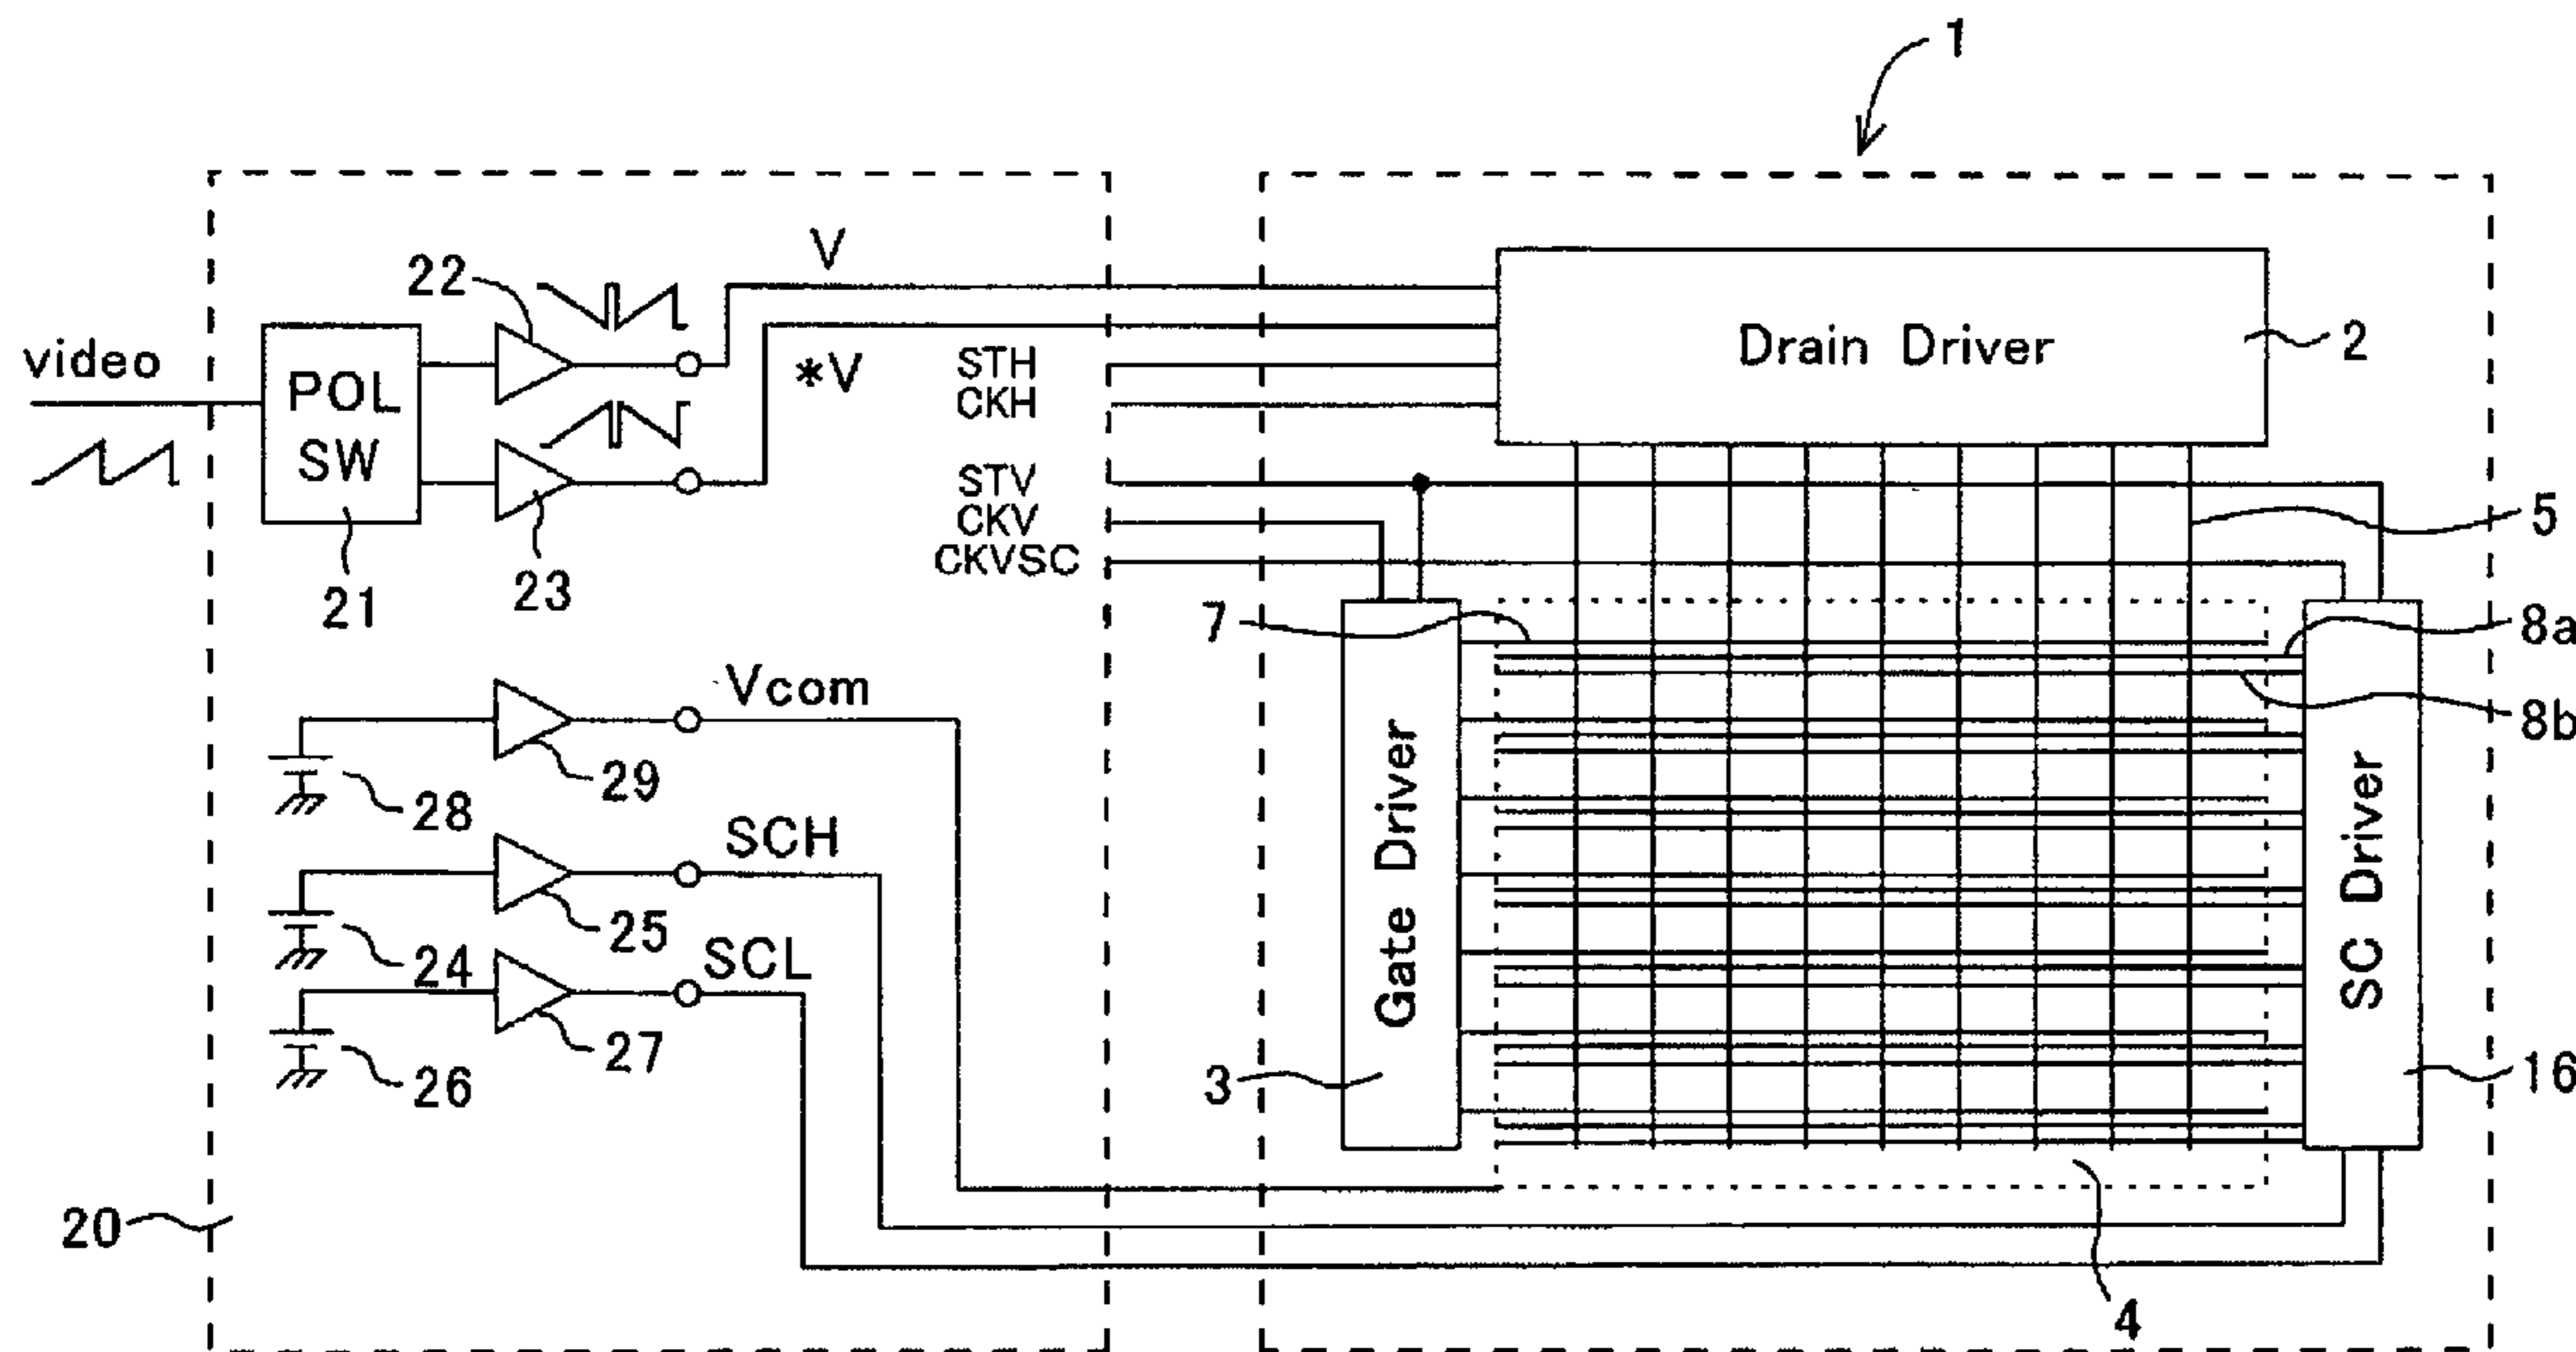 1
V
22
video
POL
SW
*V
STH
CKH
Drain Driver
2
STV
CKV
CKVSC
5
21
23
7
8a
8b
Vcom
29
28
SCH
25
24
SCL
27
26
Gate Driver
SC Driver
3
16
20
4